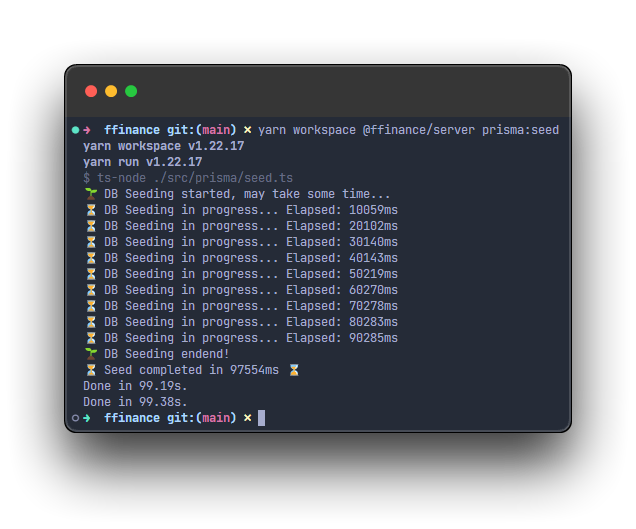 ➜ ffinance git:(main) × yarn workspace @ffinance/server prisma:seed
yarn workspace v1.22.17
yarn run v1.22.17
$ ts-node ./src/prisma/seed.ts
🌱 DB Seeding started, may take some time...
⏳ DB Seeding in progress... Elapsed: 10059ms
⏳ DB Seeding in progress... Elapsed: 20102ms
⏳ DB Seeding in progress... Elapsed: 30140ms
⏳ DB Seeding in progress... Elapsed: 40143ms
⏳ DB Seeding in progress... Elapsed: 50219ms
⏳ DB Seeding in progress... Elapsed: 60270ms
⏳ DB Seeding in progress... Elapsed: 70278ms
⏳ DB Seeding in progress... Elapsed: 80283ms
⏳ DB Seeding in progress... Elapsed: 90285ms
🌱 DB Seeding endend!
⏳ Seed completed in 97554ms ⌛
Done in 99.19s.
Done in 99.38s.
➜ ffinance git:(main) ×